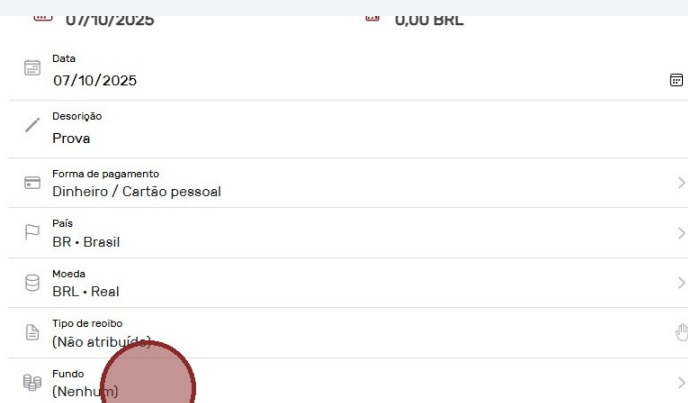 07/10/2025
0,00 BRL
Data
07/10/2025
Descrição
Prova
Forma de pagamento
Dinheiro / Cartão pessoal
País
BR • Brasil
Moeda
BRL • Real
Tipo de recibo
(Não atribuído)
Fundo
(Nenhum)